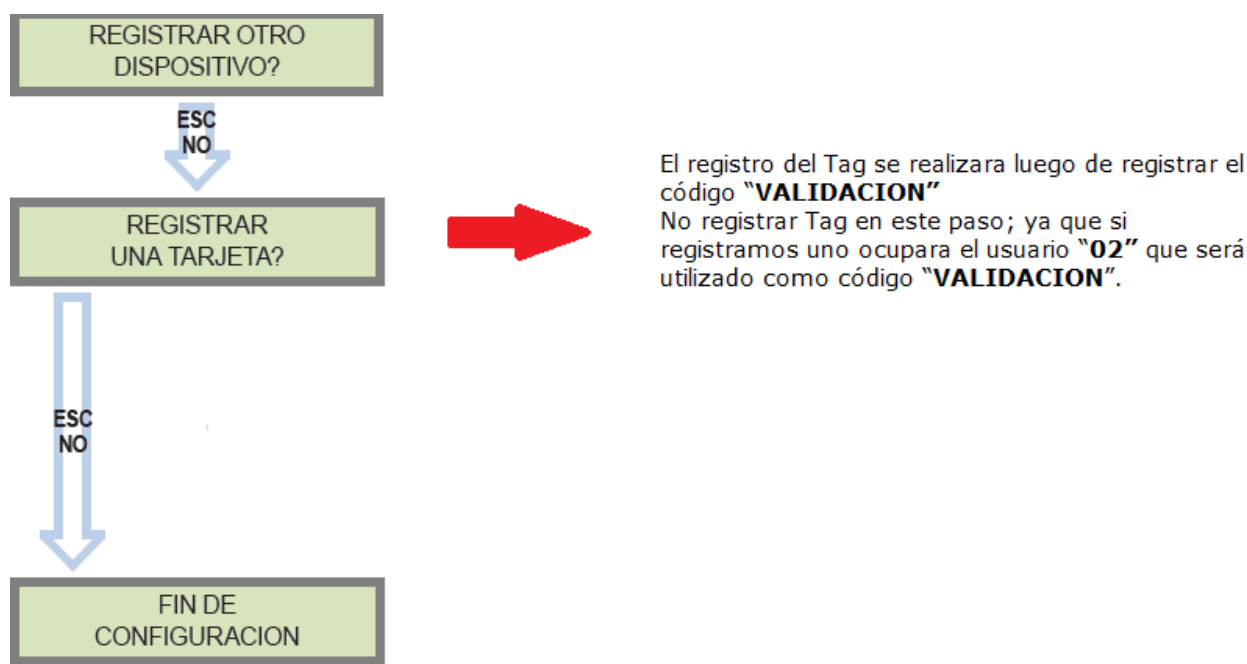 REGISTRAR OTRO
DISPOSITIVO?
ESC
NO
REGISTRAR
UNA TARJETA?
El registro del Tag se realizara luego de registrar el
código “VALIDACION”
No registrar Tag en este paso; ya que si
registramos uno ocupara el usuario “02” que será
utilizado como código “VALIDACION”.
ESC
NO
FIN DE
CONFIGURACION